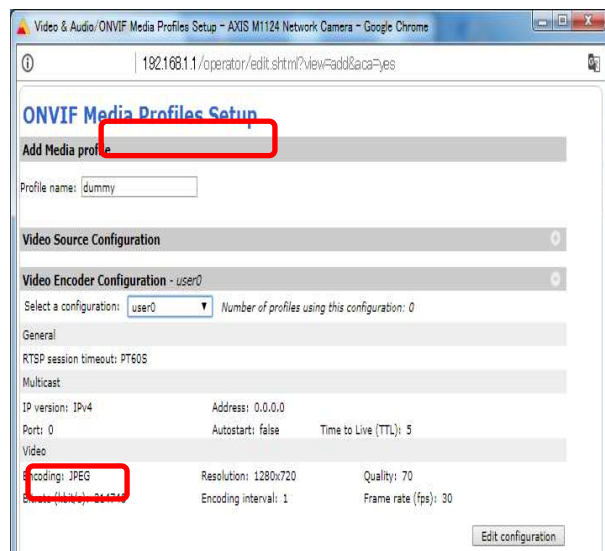 Video & Audio/ONVIF Media Profiles Setup - AXIS M1124 Network Camera - Google Chrome
192.168.1.1/operator/edit.shtml?view=add&aca=yes
ONVIF Media Profiles Setup
Add Media profile
Profile name: dummy
Video Source Configuration
Video Encoder Configuration - user0
Select a configuration: user0 Number of profiles using this configuration: 0
General
RTSP session timeout: PT60S
Multicast
IP version: IPv4 Address: 0.0.0.0
Port: 0 Autostart: false Time to Live (TTL): 5
Video
Encoding: JPEG Resolution: 1280x720 Quality: 70
Bitrate (kbit/s): Encoding interval: 1 Frame rate (fps): 30
Edit configuration